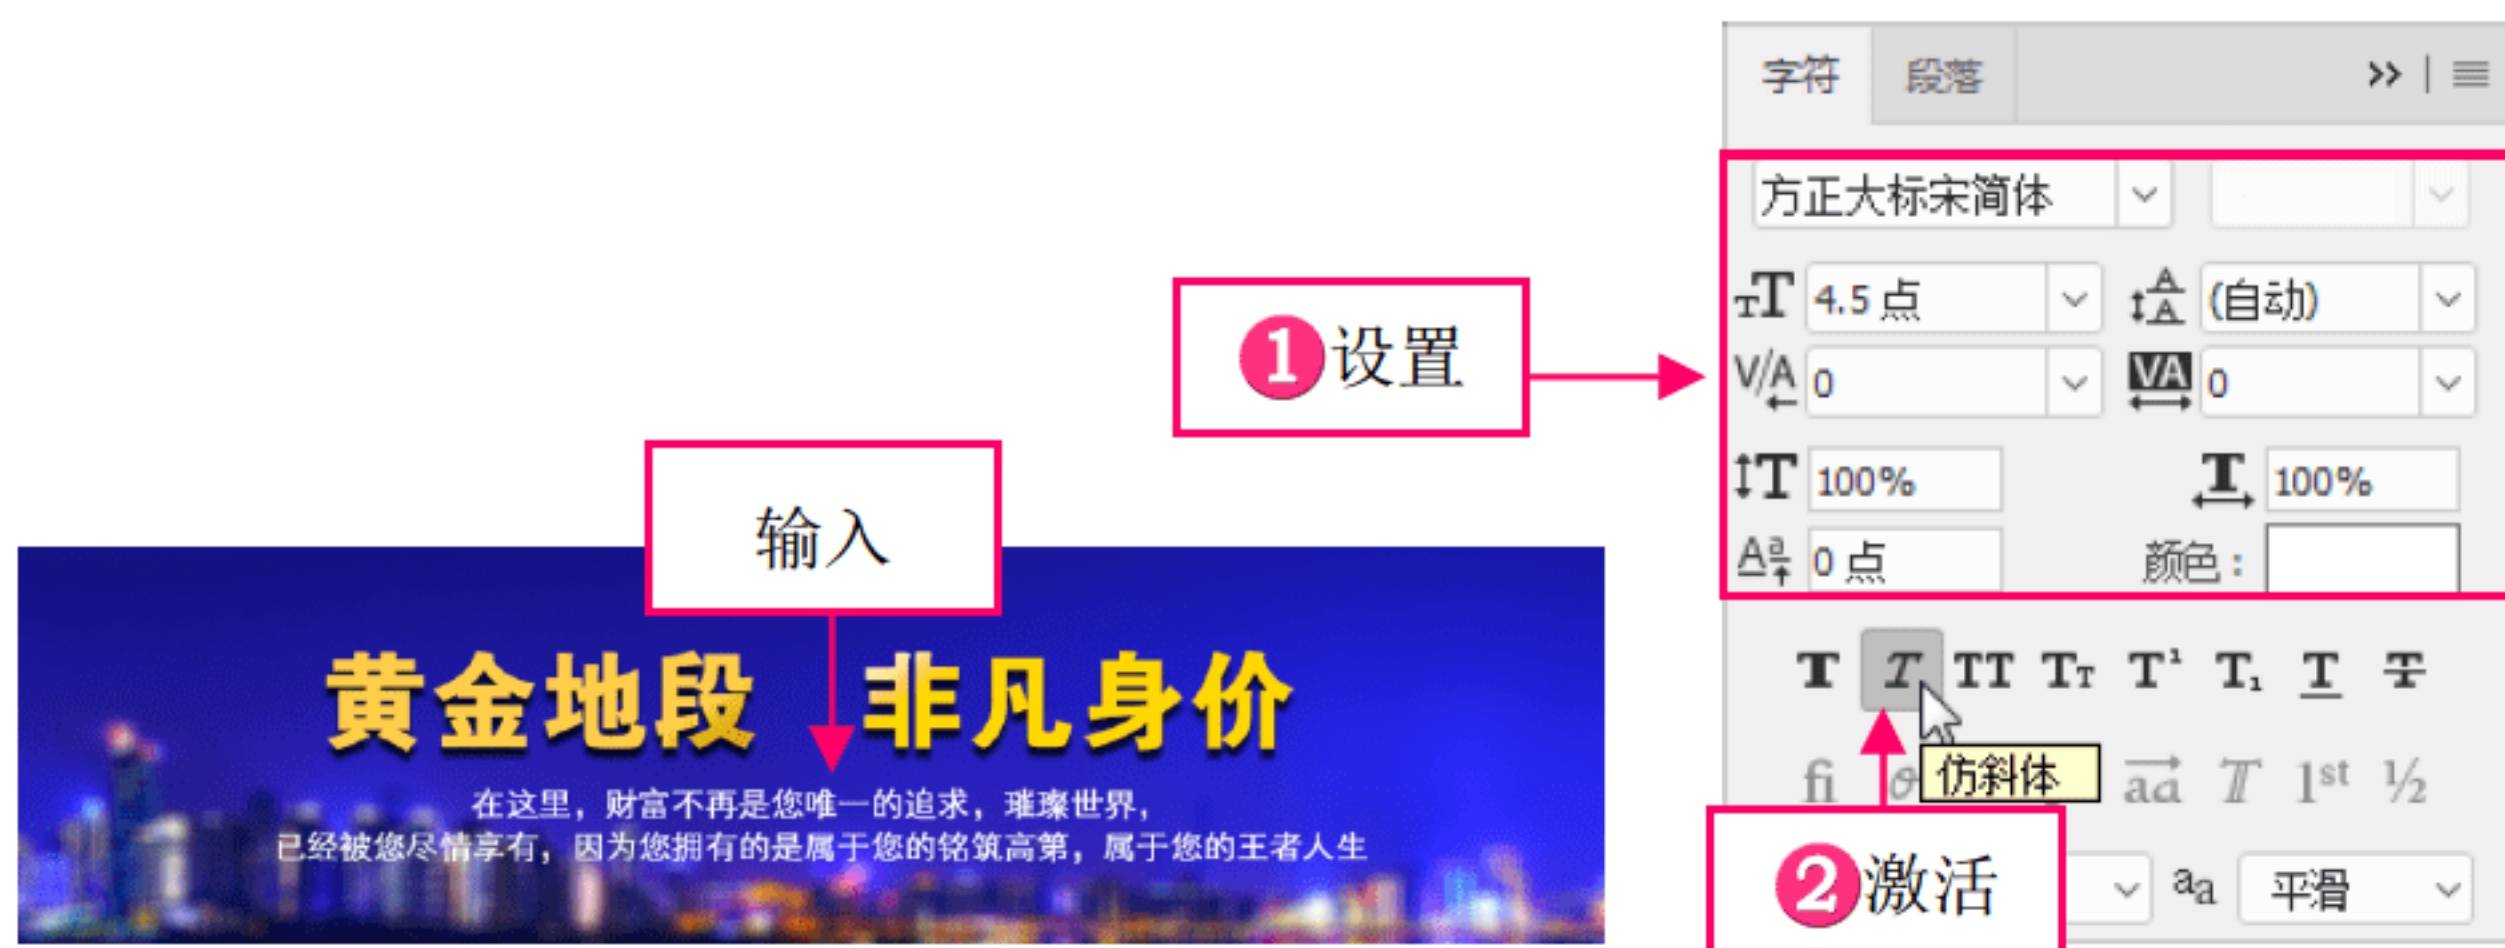 输入
黄金地段 非凡身价
在这里，财富不再是您唯一的追求，璀璨世界，
已经被您尽情享有，因为您拥有的是属于您的铭筑高第，属于您的王者人生
❶设置
字符 段落
方正大标宋简体
4.5 点 (自动)
V/A 0 VA 0
100% 100%
0 点 颜色：
T T TT TT T¹ T₁ T T
仿斜体
fi ad T 1st ½
❷激活
aa 平滑